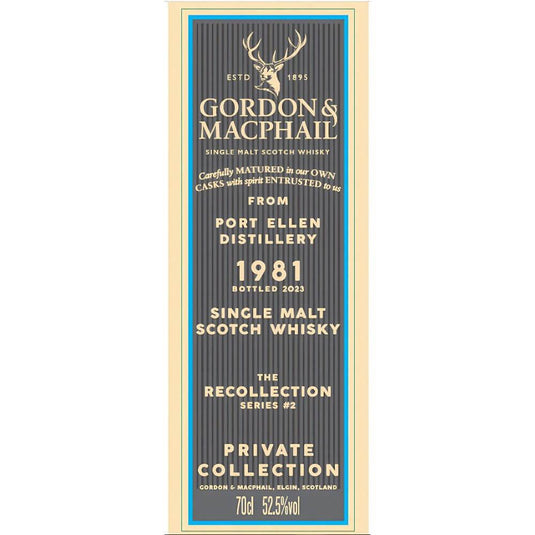 ESTD 1895
GORDON &
MACPHAIL
SINGLE MALT SCOTCH WHISKY
Carefully MATURED in our OWN
CASKS with spirit ENTRUSTED to us
FROM
PORT ELLEN
DISTILLERY
1981
BOTTLED 2023
SINGLE MALT
SCOTCH WHISKY
THE
RECOLLECTION
SERIES #2
PRIVATE
COLLECTION
GORDON & MACPHAIL, ELGIN, SCOTLAND
70cl 52.5%vol